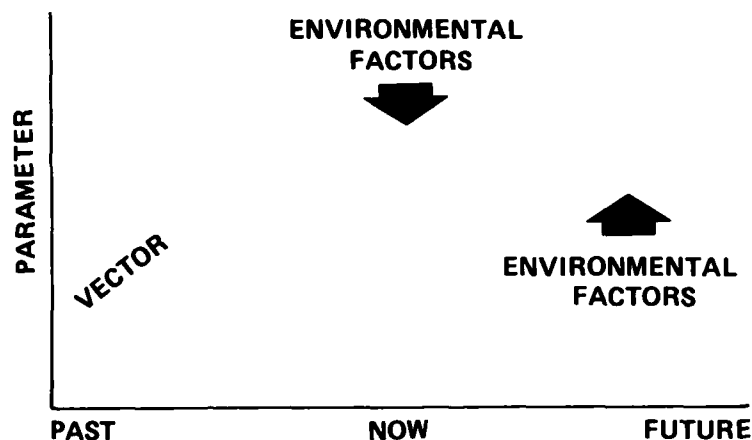 ENVIRONMENTAL
FACTORS
PARAMETER
VECTOR
ENVIRONMENTAL
FACTORS
PAST NOW FUTURE